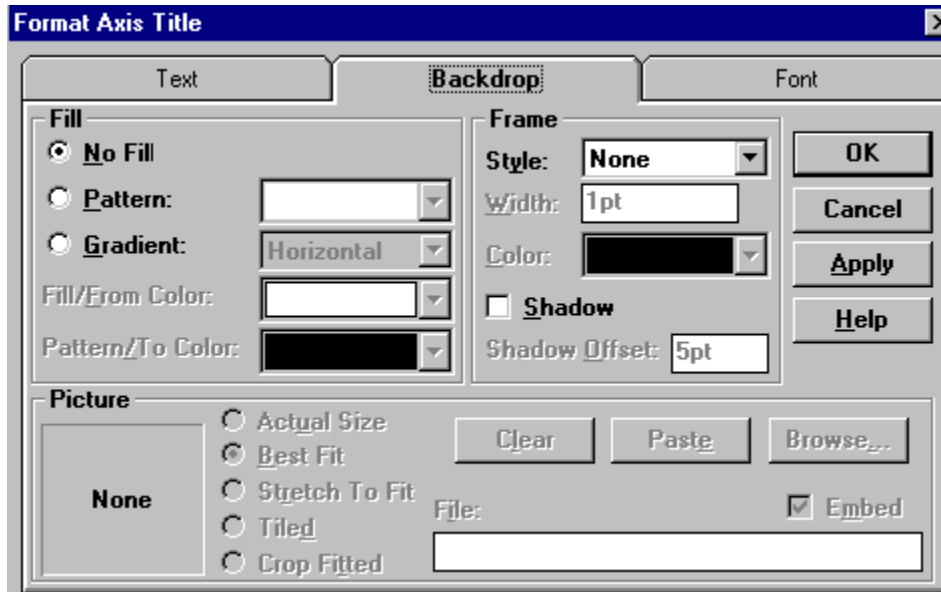 Format Axis Title
Text Backdrop Font
Fill
No Fill
Pattern:
Gradient: Horizontal
Fill/From Color:
Pattern/To Color:
Frame
Style: None
Width: 1pt
Color:
Shadow
Shadow Offset: 5pt
OK
Cancel
Apply
Help
Picture
None
Actual Size
Best Fit
Stretch To Fit
Tiled
Crop Fitted
Clear Paste Browse...
File: Embed